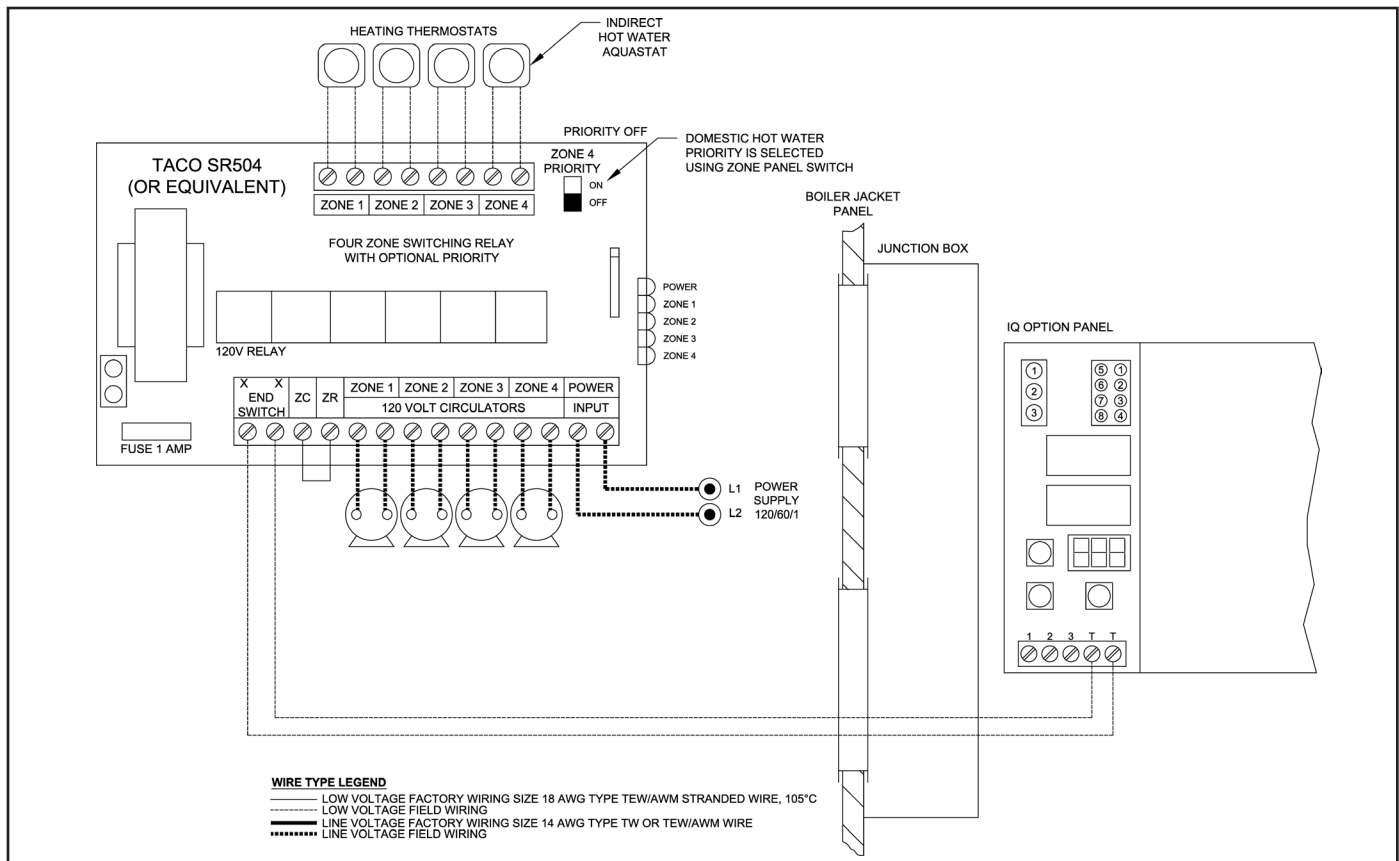 HEATING THERMOSTATS
INDIRECT
HOT WATER
AQUASTAT
PRIORITY OFF
DOMESTIC HOT WATER
PRIORITY IS SELECTED
USING ZONE PANEL SWITCH
TACO SR504
(OR EQUIVALENT)
ZONE 4
PRIORITY
ON
OFF
ZONE 1 ZONE 2 ZONE 3 ZONE 4
FOUR ZONE SWITCHING RELAY
WITH OPTIONAL PRIORITY
120V RELAY
POWER
ZONE 1
ZONE 2
ZONE 3
ZONE 4
X X
END
SWITCH
ZC
ZR
ZONE 1 ZONE 2 ZONE 3 ZONE 4
120 VOLT CIRCULATORS
POWER
INPUT
FUSE 1 AMP
L1
L2
POWER
SUPPLY
120/60/1
BOILER JACKET
PANEL
JUNCTION BOX
IQ OPTION PANEL
1
2
3
5 1
6 2
7 3
8 4
1 2 3 T T
WIRE TYPE LEGEND
LOW VOLTAGE FACTORY WIRING SIZE 18 AWG TYPE TEW/AWM STRANDED WIRE, 105°C
LOW VOLTAGE FIELD WIRING
LINE VOLTAGE FACTORY WIRING SIZE 14 AWG TYPE TW OR TEW/AWM WIRE
LINE VOLTAGE FIELD WIRING